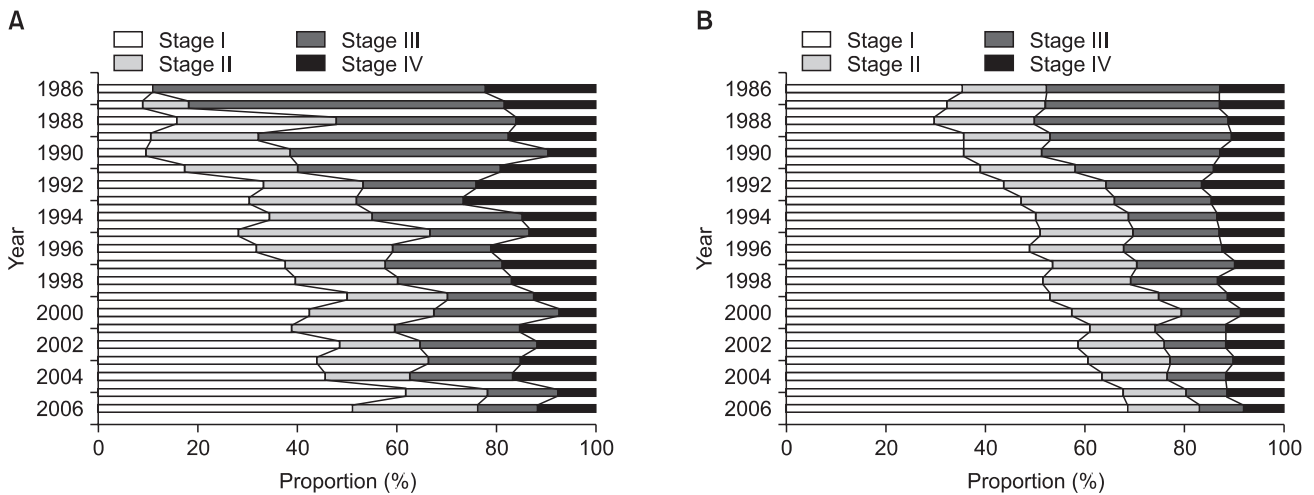 A
Stage I
Stage III
Stage II
Stage IV
1986
1988
1990
1992
1994
1996
1998
2000
2002
2004
2006
Year
0 20 40 60 80 100
Proportion (%)
B
Stage I
Stage III
Stage II
Stage IV
1986
1988
1990
1992
1994
1996
1998
2000
2002
2004
2006
Year
0 20 40 60 80 100
Proportion (%)